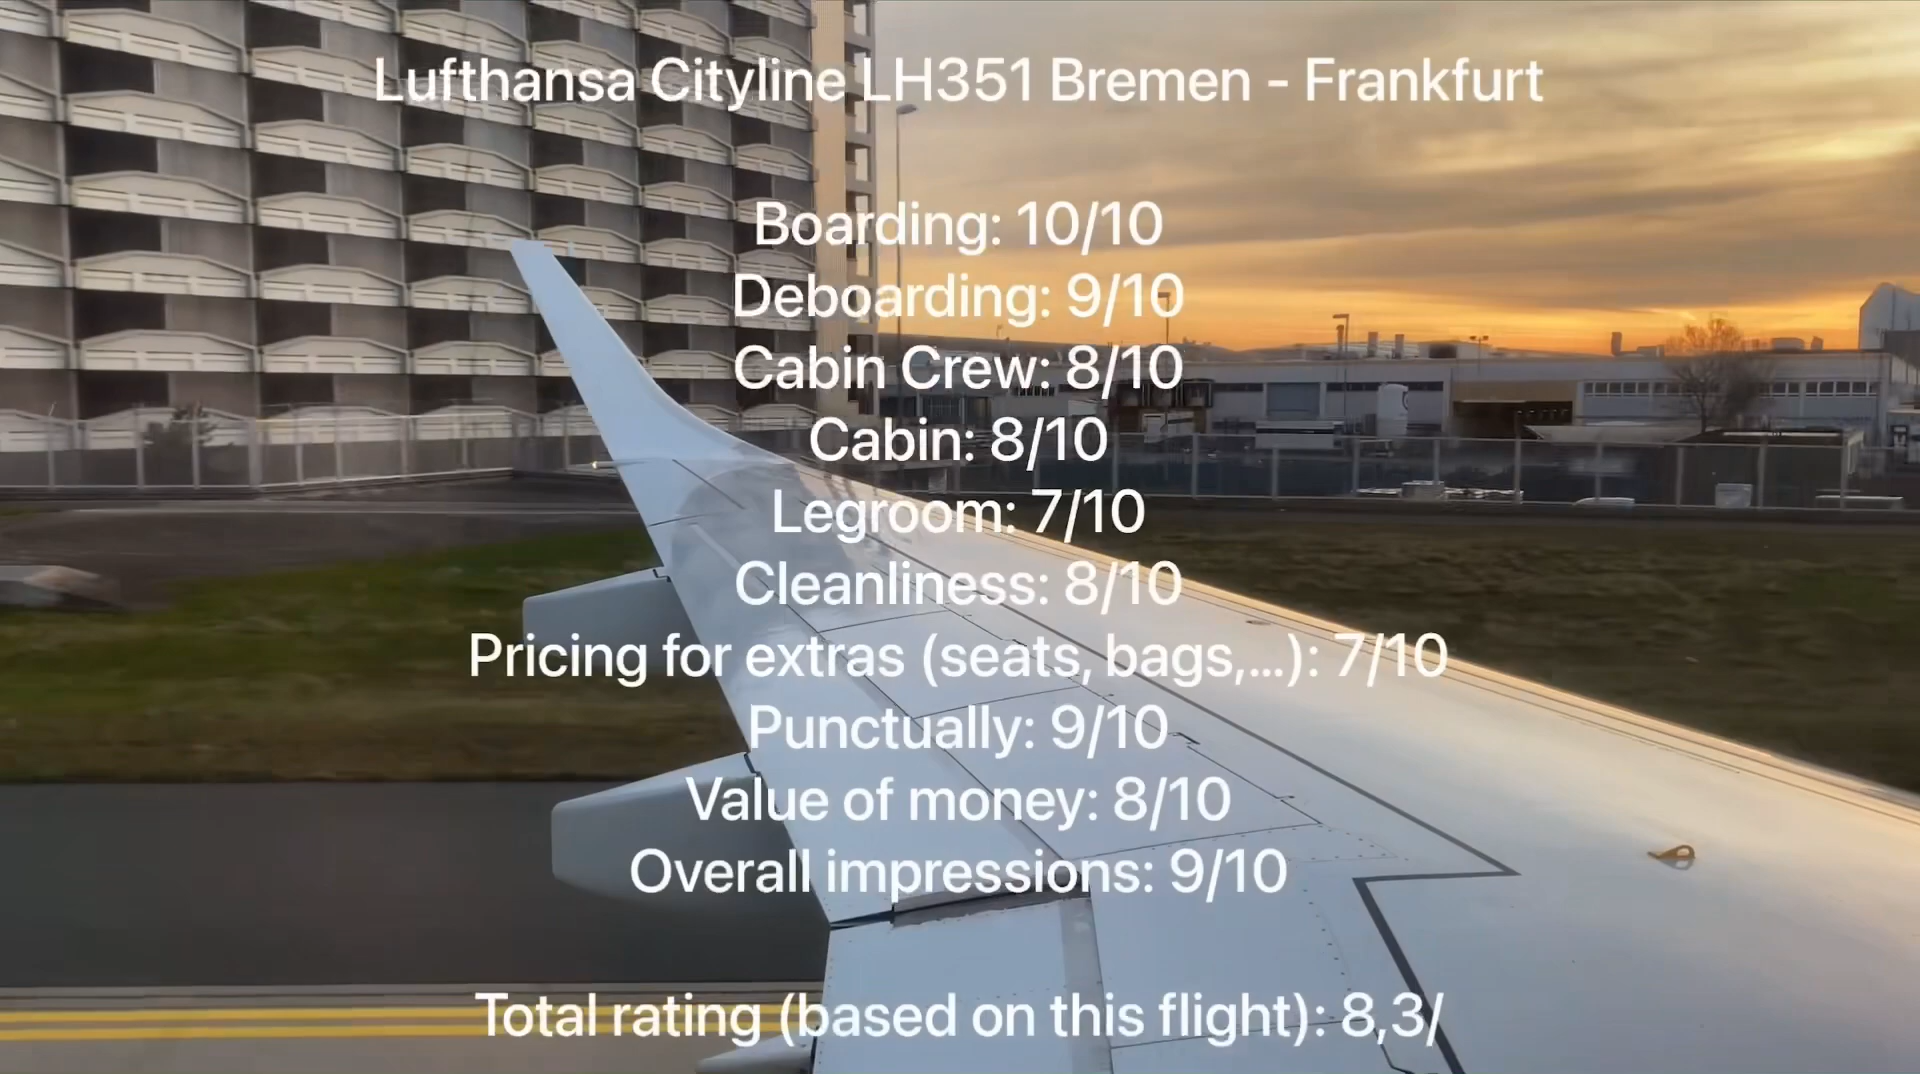 Lufthansa Cityline LH351 Bremen - Frankfurt
Boarding: 10/10
Deboarding: 9/10
Cabin Crew: 8/10
Cabin: 8/10
Legroom: 7/10
Cleanliness: 8/10
Pricing for extras (seats, bags,...): 7/10
Punctually: 9/10
Value of money: 8/10
Overall impressions: 9/10
Total rating (based on this flight): 8,3/